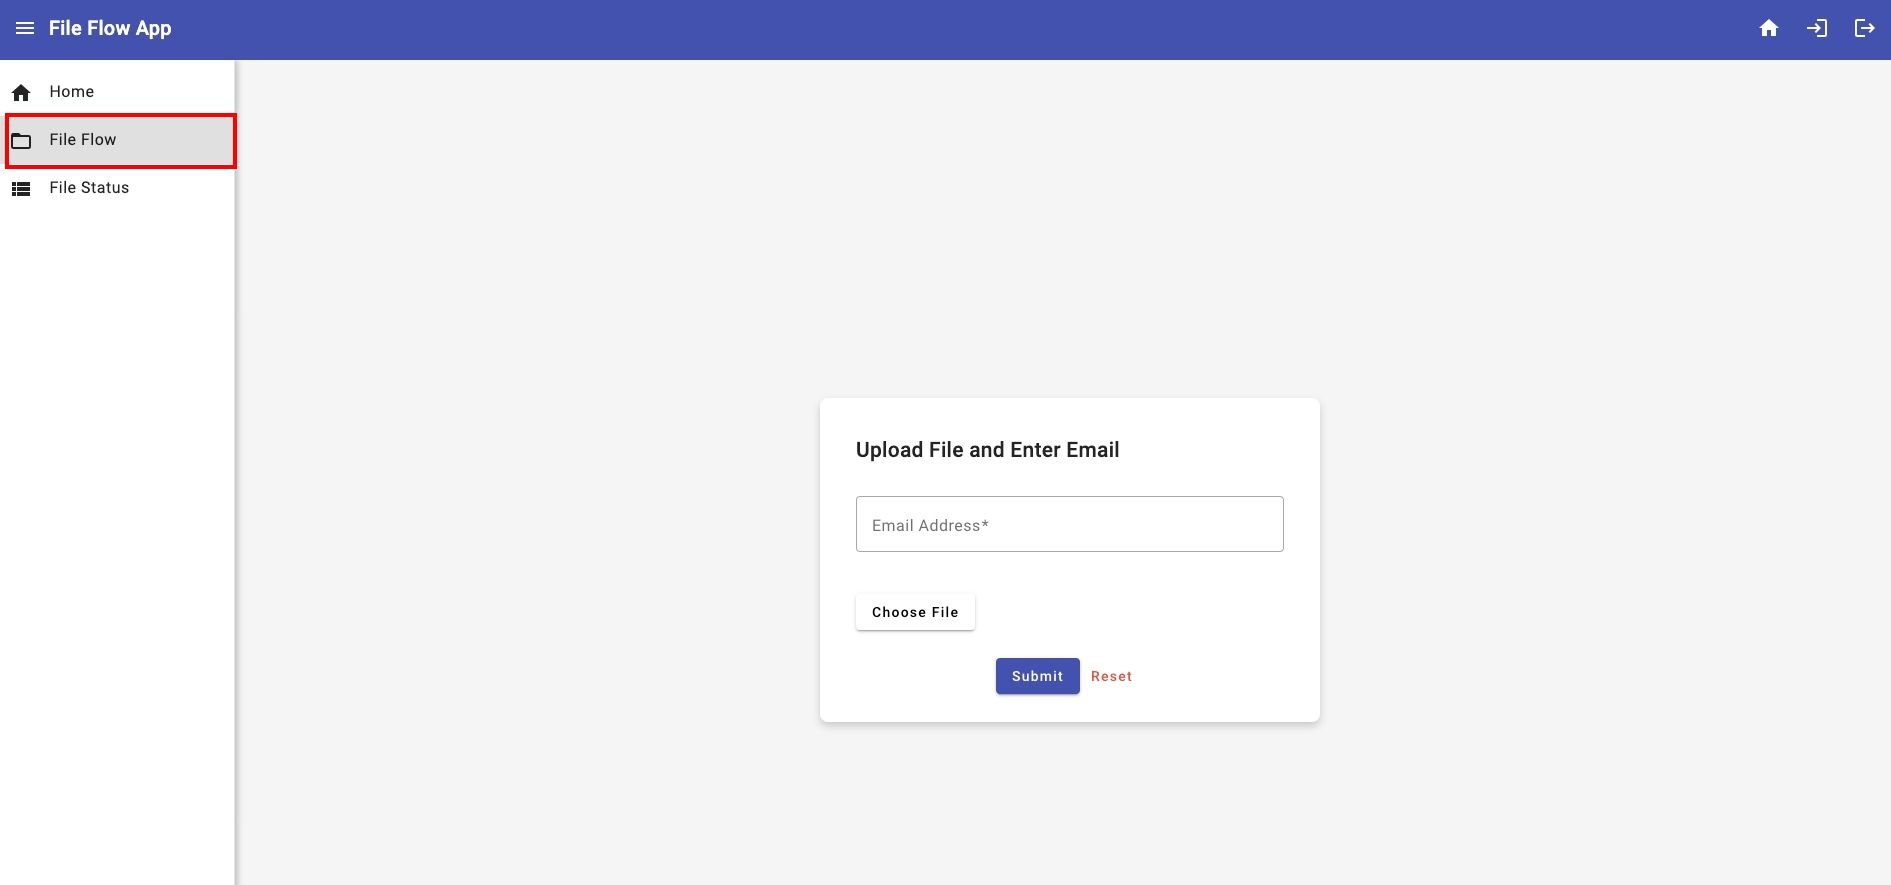 File Flow App
Home
File Flow
File Status
Upload File and Enter Email
Email Address*
Choose File
Submit Reset